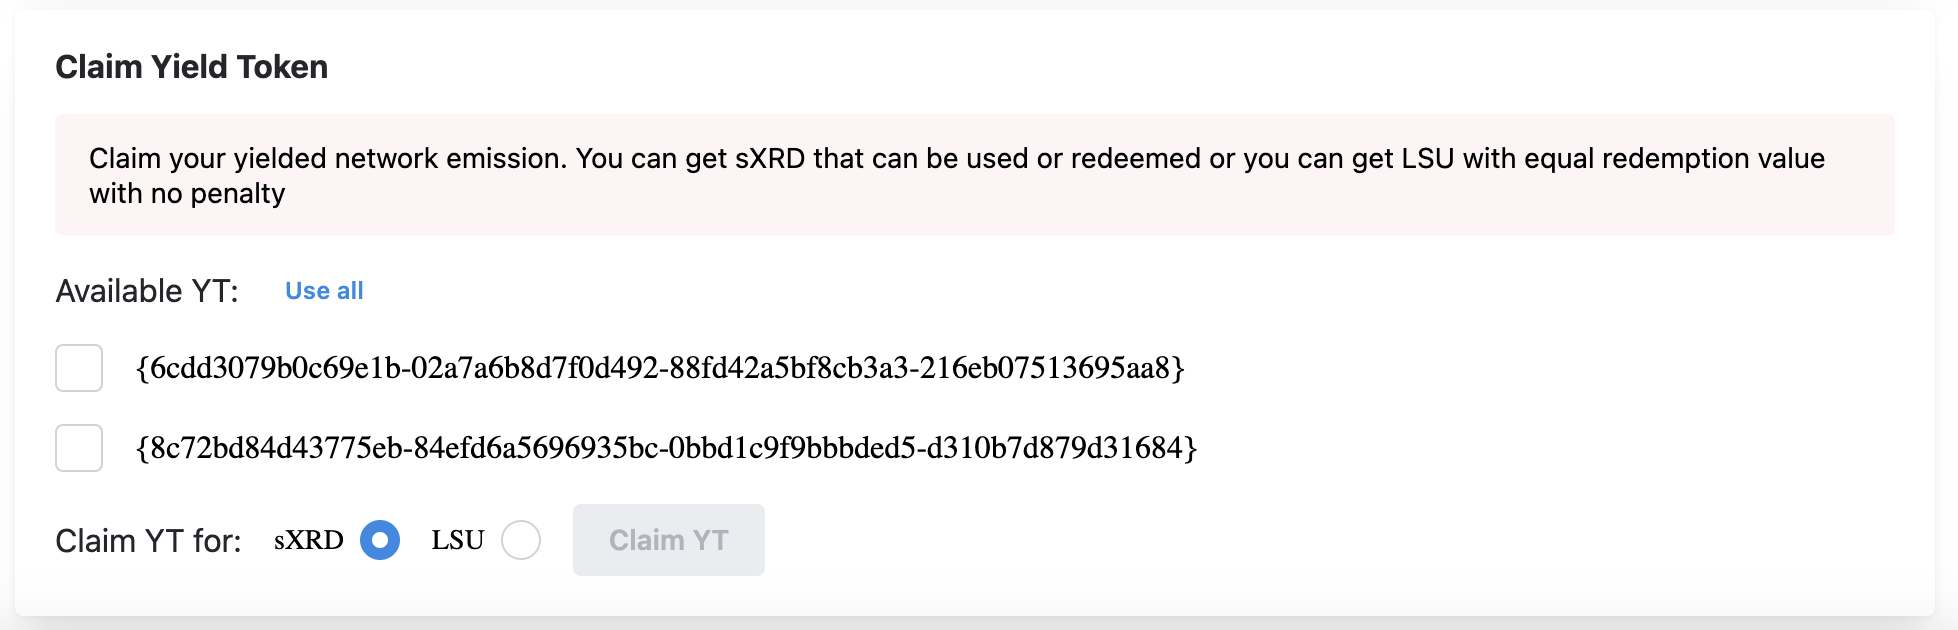 Claim Yield Token
Claim your yielded network emission. You can get sXRD that can be used or redeemed or you can get LSU with equal redemption value
with no penalty
Available YT: Use all
{6cdd3079b0c69e1b-02a7a6b8d7f0d492-88fd42a5bf8cb3a3-216eb07513695aa8}
{8c72bd84d43775eb-84efd6a5696935bc-0bbd1c9f9bbbded5-d310b7d879d31684}
Claim YT for: sXRD LSU Claim YT